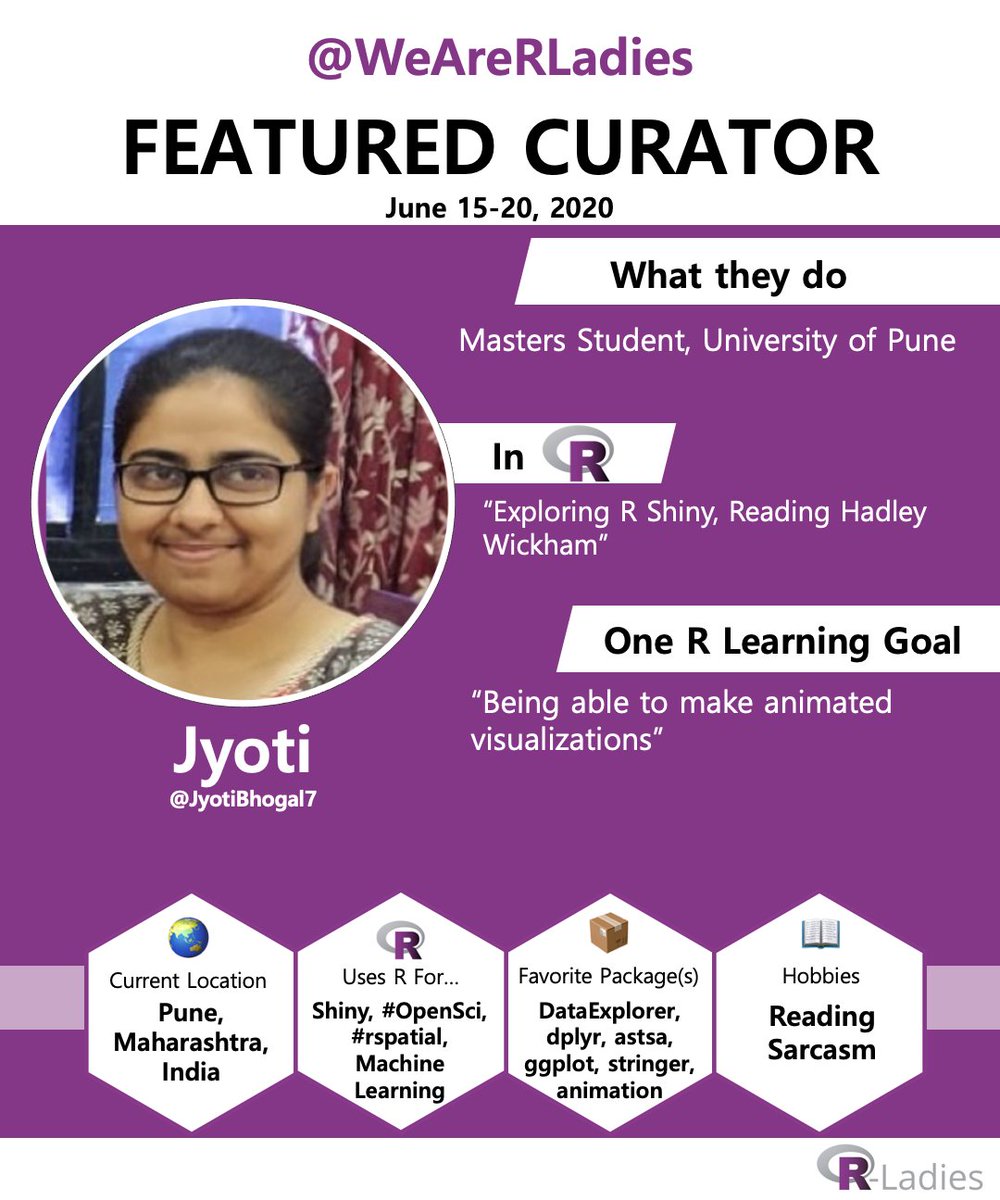 @WeAreRLadies
FEATURED CURATOR
June 15-20, 2020
What they do
Masters Student, University of Pune
In R
“Exploring R Shiny, Reading Hadley
Wickham”
One R Learning Goal
“Being able to make animated
visualizations”
Jyoti
@JyotiBhogal7
Current Location
Pune,
Maharashtra,
India
R
Uses R For...
Shiny, #OpenSci,
#rspatial,
Machine
Learning
Favorite Package(s)
DataExplorer,
dplyr, astsa,
ggplot, stringer,
animation
Hobbies
Reading
Sarcasm
R-Ladies